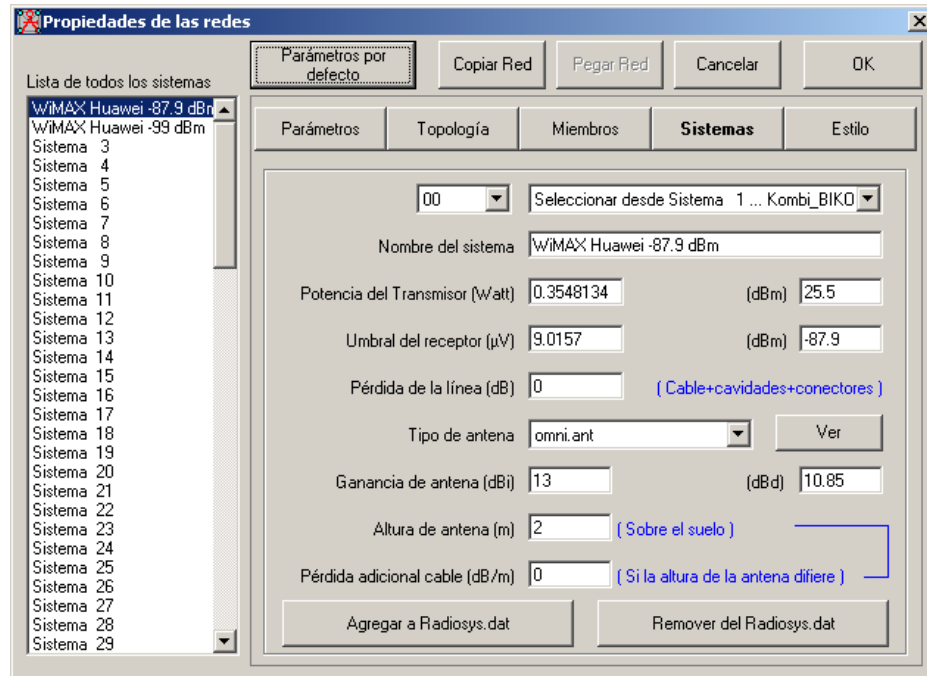 Propiedades de las redes
Parámetros por defecto
Copiar Red
Pegar Red
Cancelar
OK
Lista de todos los sistemas
WiMAX Huawei -87.9 dBm
WiMAX Huawei -99 dBm
Sistema 3
Sistema 4
Sistema 5
Sistema 6
Sistema 7
Sistema 8
Sistema 9
Sistema 10
Sistema 11
Sistema 12
Sistema 13
Sistema 14
Sistema 15
Sistema 16
Sistema 17
Sistema 18
Sistema 19
Sistema 20
Sistema 21
Sistema 22
Sistema 23
Sistema 24
Sistema 25
Sistema 26
Sistema 27
Sistema 28
Sistema 29
Parámetros
Topología
Miembros
Sistemas
Estilo
00
Seleccionar desde Sistema 1 ... Kombi_BIKO
Nombre del sistema WiMAX Huawei -87.9 dBm
Potencia del Transmisor (Watt) 0.3548134 (dBm) 25.5
Umbral del receptor (µV) 9.0157 (dBm) -87.9
Pérdida de la línea (dB) 0 ( Cable+cavidades+conectores )
Tipo de antena omni.ant Ver
Ganancia de antena (dBi) 13 (dBd) 10.85
Altura de antena (m) 2 ( Sobre el suelo )
Pérdida adicional cable (dB/m) 0 ( Si la altura de la antena difiere )
Agregar a Radiosys.dat
Remover del Radiosys.dat